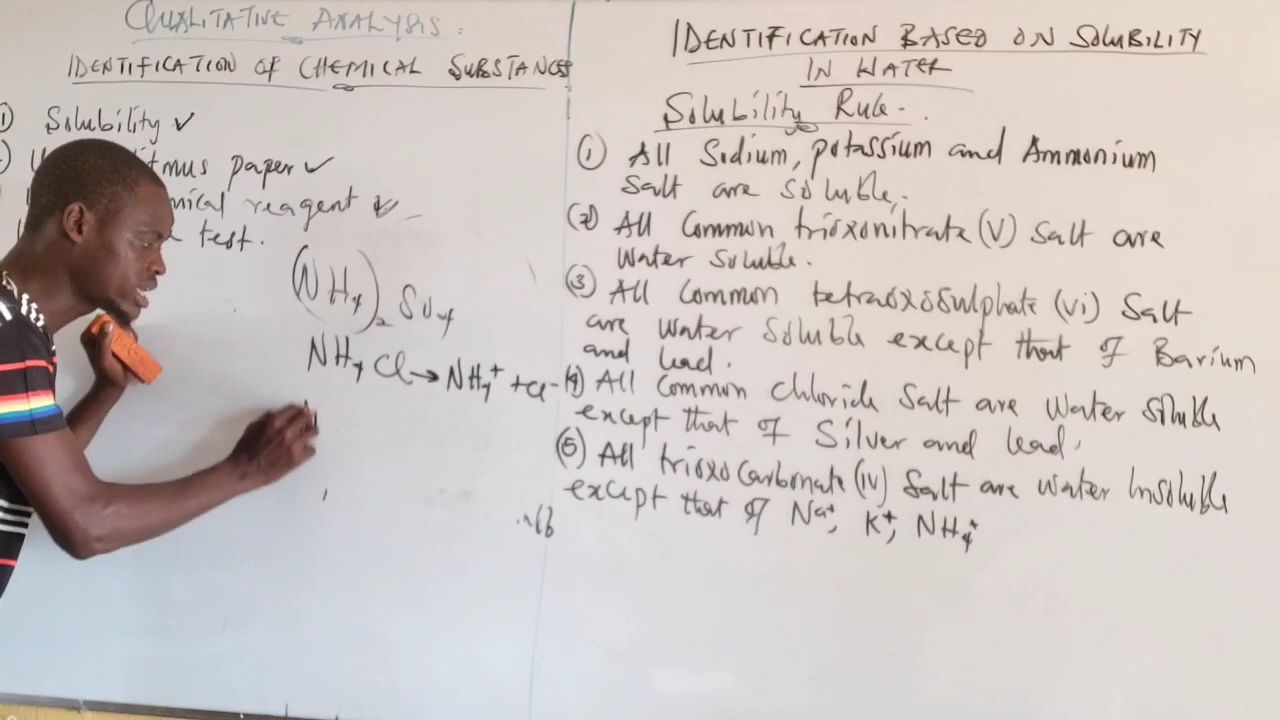 QUALITATIVE ANALYSIS.
IDENTIFICATION OF CHEMICAL SUBSTANCES
① Solubility ✓
tmus paper ✓
mical reagent ✓
test.
(NH4)2 SO4
NH4Cl → NH4+ + Cl-
IDENTIFICATION BASED ON SOLUBILITY
IN WATER
Solubility Rule.
① All Sodium, potassium and Ammonium
Salt are soluble.
(2) All Common trioxonitrate (V) Salt are
Water Soluble.
③ All Common tetraoxosulphate (vi) Salt
are water soluble except that of Barium
and lead.
(4) All Common Chloride Salt are Water Soluble
except that of Silver and lead.
(5) All trioxocarbonate (iv) Salt are water Insoluble
except that of Na+, K+, NH4+